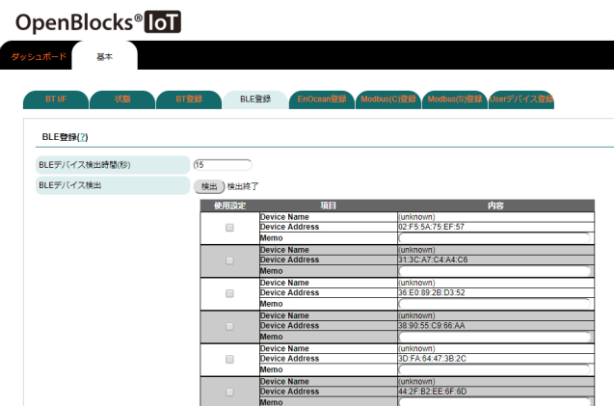 OpenBlocks® IoT
ダッシュボード 基本
BT I/F 状態 BT登録 BLE登録 EnOcean登録 Modbus(C)登録 Modbus(S)登録 Userデバイス登録
BLE登録(?)
BLEデバイス検出時間(秒) 15
BLEデバイス検出 検出 検出終了
使用設定 項目 内容
Device Name (unknown)
Device Address 02:F5:5A:75:EF:57
Memo
Device Name (unknown)
Device Address 31:3C:A7:C4:A4:C6
Memo
Device Name (unknown)
Device Address 36:E0:89:2B:D3:52
Memo
Device Name (unknown)
Device Address 38:90:55:C9:66:AA
Memo
Device Name (unknown)
Device Address 3D:FA:64:47:3B:2C
Memo
Device Name (unknown)
Device Address 44:2F:B2:EE:6F:6D
Memo